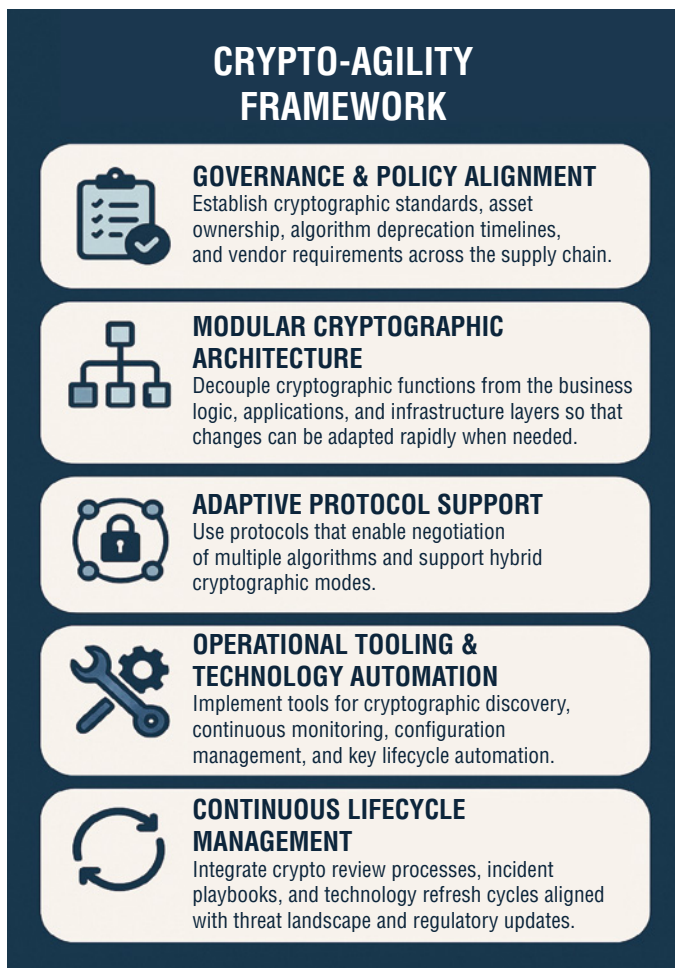 CRYPTO-AGILITY
FRAMEWORK
GOVERNANCE & POLICY ALIGNMENT
Establish cryptographic standards, asset
ownership, algorithm deprecation timelines,
and vendor requirements across the supply chain.
MODULAR CRYPTOGRAPHIC
ARCHITECTURE
Decouple cryptographic functions from the business
logic, applications, and infrastructure layers so that
changes can be adapted rapidly when needed.
ADAPTIVE PROTOCOL SUPPORT
Use protocols that enable negotiation
of multiple algorithms and support hybrid
cryptographic modes.
OPERATIONAL TOOLING &
TECHNOLOGY AUTOMATION
Implement tools for cryptographic discovery,
continuous monitoring, configuration
management, and key lifecycle automation.
CONTINUOUS LIFECYCLE
MANAGEMENT
Integrate crypto review processes, incident
playbooks, and technology refresh cycles aligned
with threat landscape and regulatory updates.